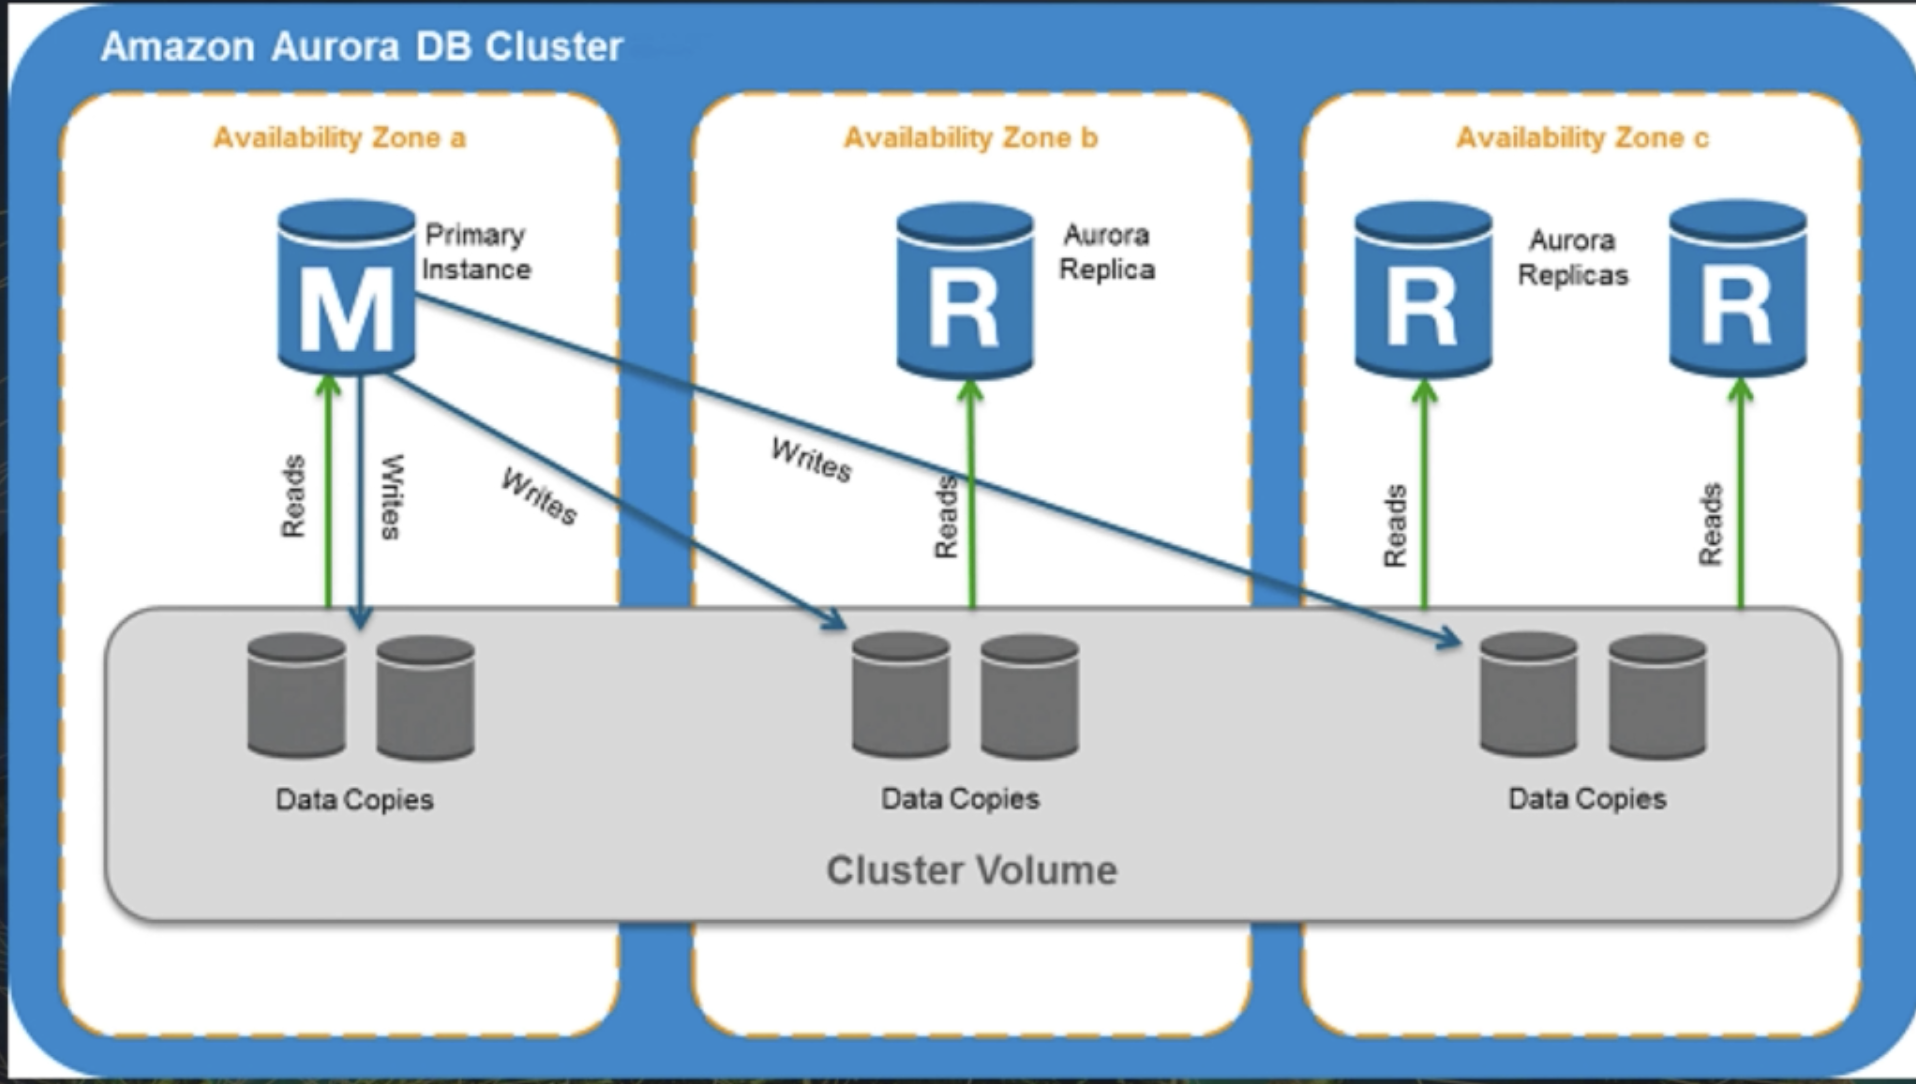 Amazon Aurora DB Cluster
Availability Zone a
Availability Zone b
Availability Zone c
M
Primary
Instance
R
Aurora
Replica
R
Aurora
Replicas
R
Reads
Writes
Writes
Writes
Reads
Reads
Reads
Data Copies
Data Copies
Data Copies
Cluster Volume